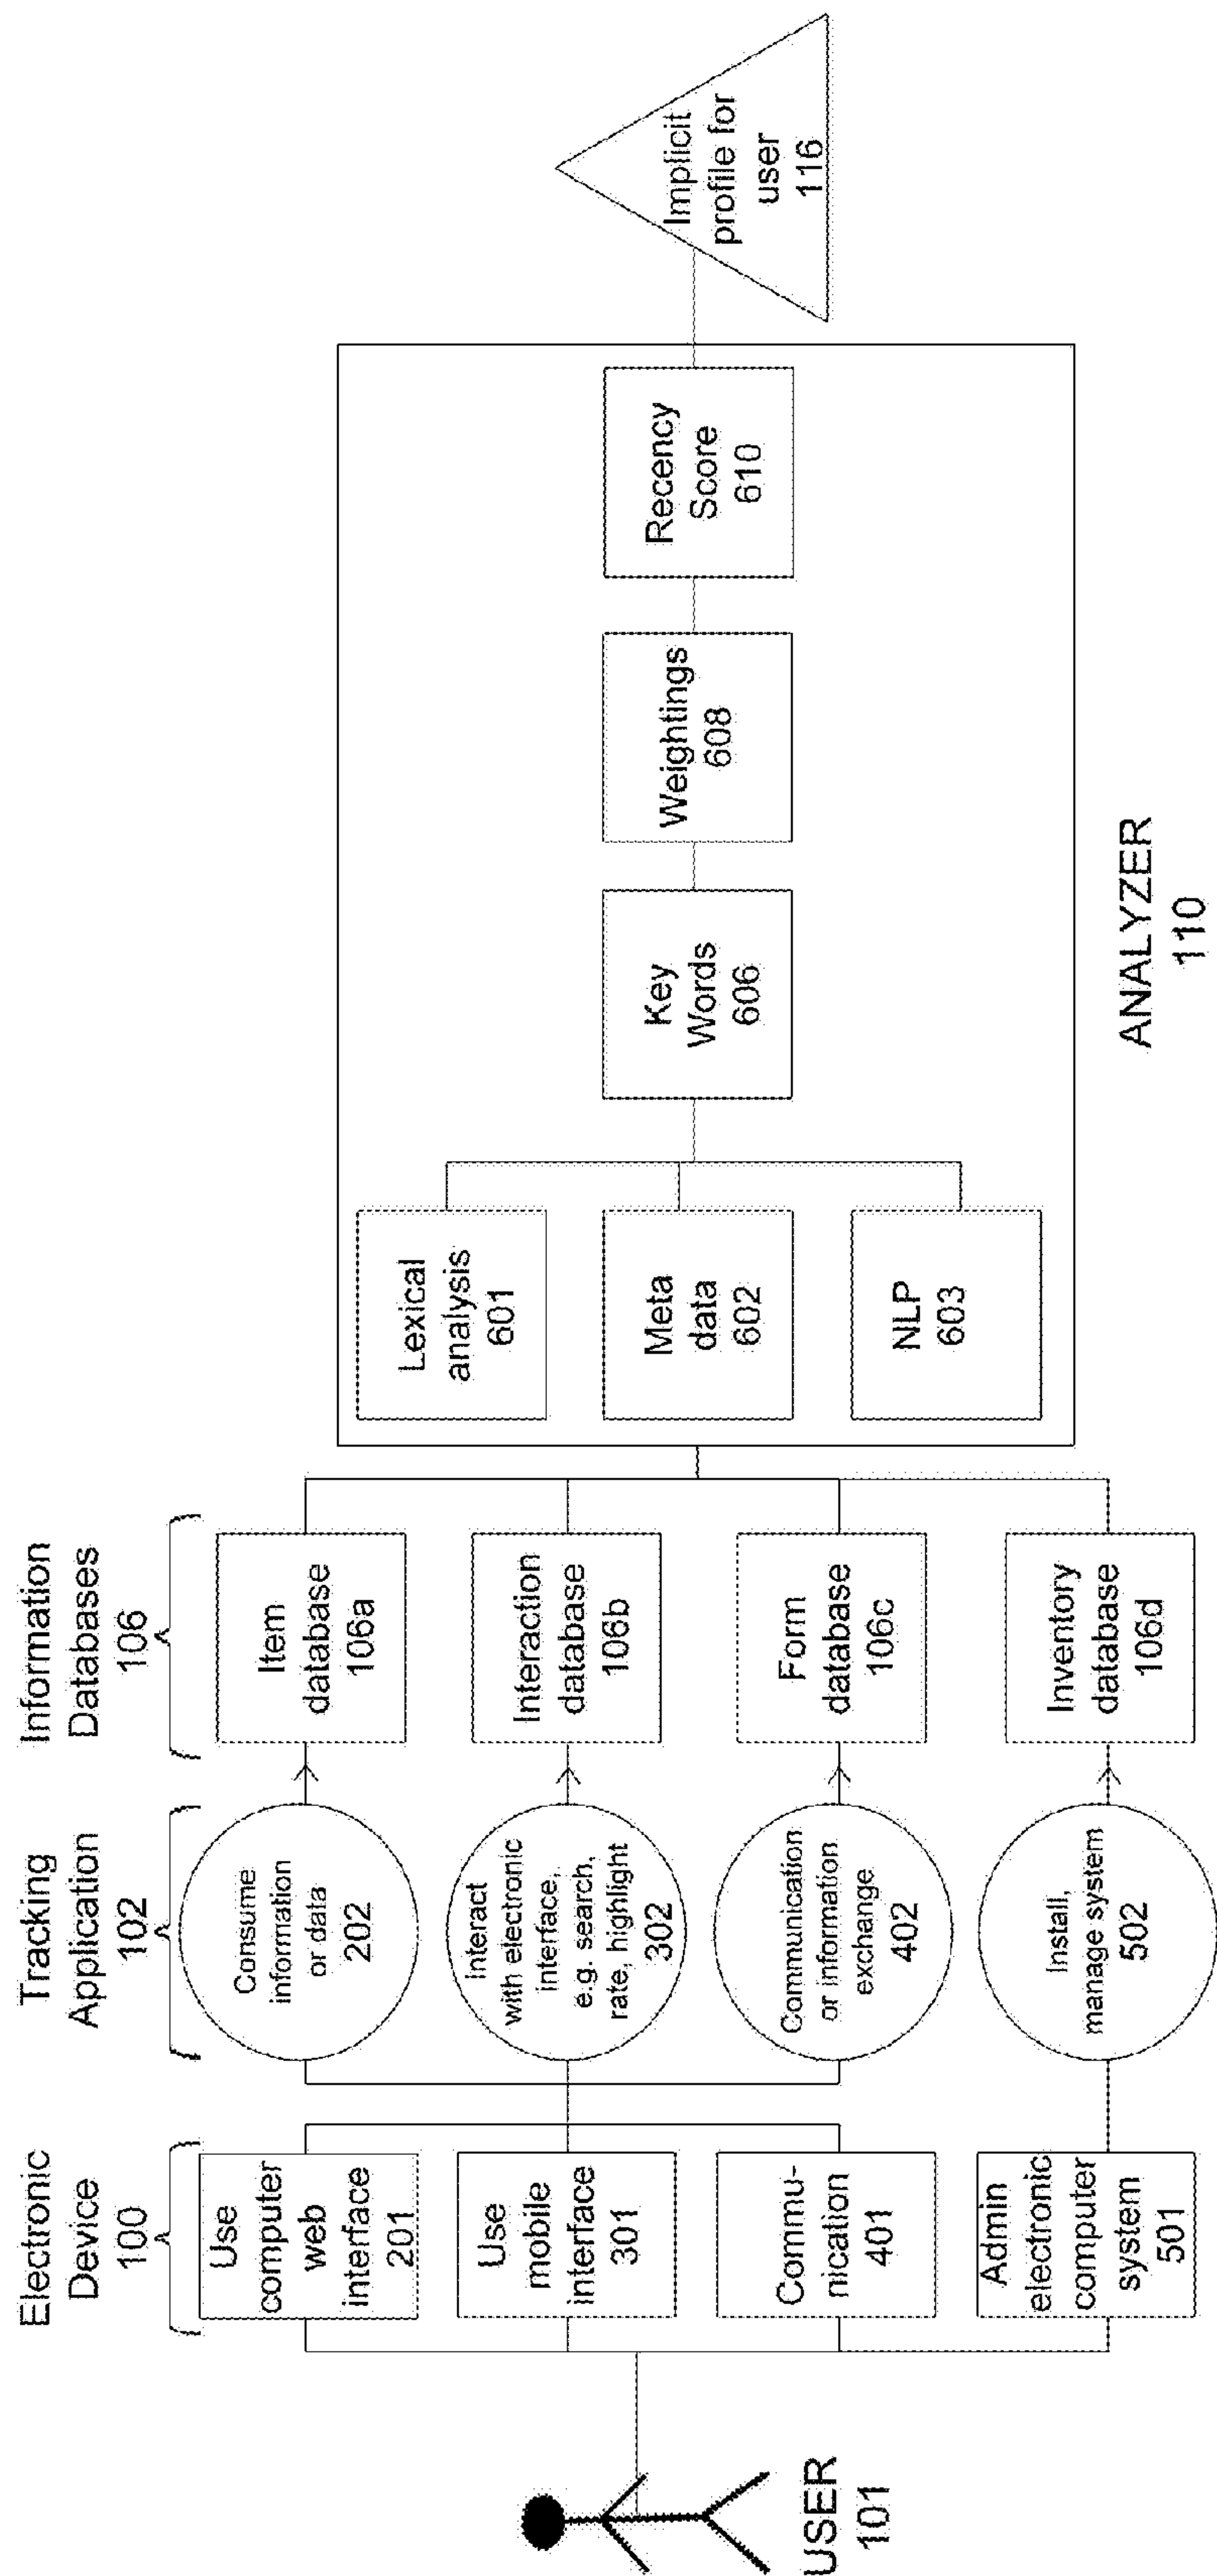 Electronic
Device
100
Tracking
Application
102
Information
Databases
106
USER
101
Use
computer
web
interface
201
Use
mobile
interface
301
Commu-
nication
401
Admin
electronic
computer
system
501
Consume
information
or data
202
Interact
with electronic
interface,
e.g. search,
rate, highlight
302
Communication
or information
exchange
402
Install,
manage system
502
Item
database
106a
Interaction
database
106b
Form
database
106c
Inventory
database
106d
Lexical
analysis
601
Meta
data
602
NLP
603
Key
Words
606
Weightings
608
Recency
Score
610
ANALYZER
110
Implicit
profile for
user
116